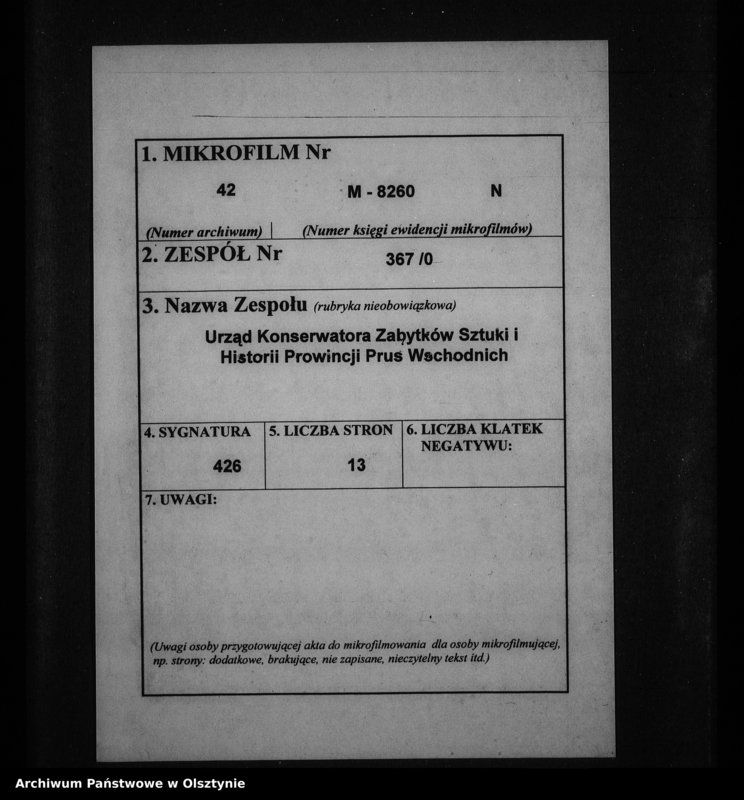 1. MIKROFILM Nr
42 M - 8260 N
(Numer archiwum) (Numer księgi ewidencji mikrofilmów)
2. ZESPÓŁ Nr 367 /0
3. Nazwa Zespołu (rubryka nieobowiązkowa)
Urząd Konserwatora Zabytków Sztuki i
Historii Prowincji Prus Wschodnich
4. SYGNATURA 5. LICZBA STRON 6. LICZBA KLATEK
NEGATYWU:
426 13
7. UWAGI:
(Uwagi osoby przygotowującej akta do mikrofilmowania dla osoby mikrofilmującej,
np. strony: dodatkowe, brakujące, nie zapisane, nieczytelny tekst itd.)
Archiwum Państwowe w Olsztynie